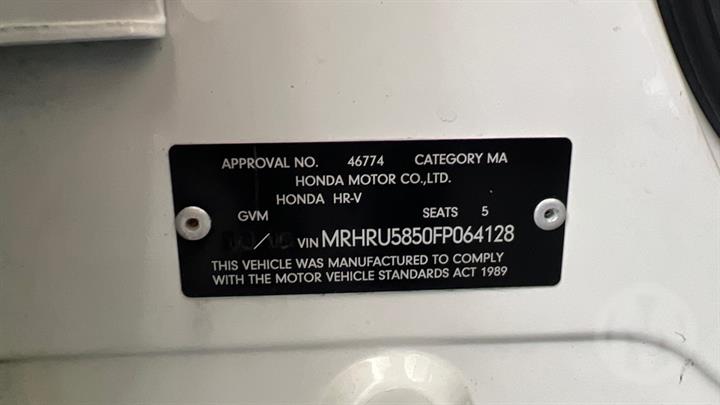 APPROVAL NO. 46774 CATEGORY MA
HONDA MOTOR CO.,LTD.
HONDA HR-V
GVM SEATS 5
VIN MRHRU5850FP064128
THIS VEHICLE WAS MANUFACTURED TO COMPLY
WITH THE MOTOR VEHICLE STANDARDS ACT 1989